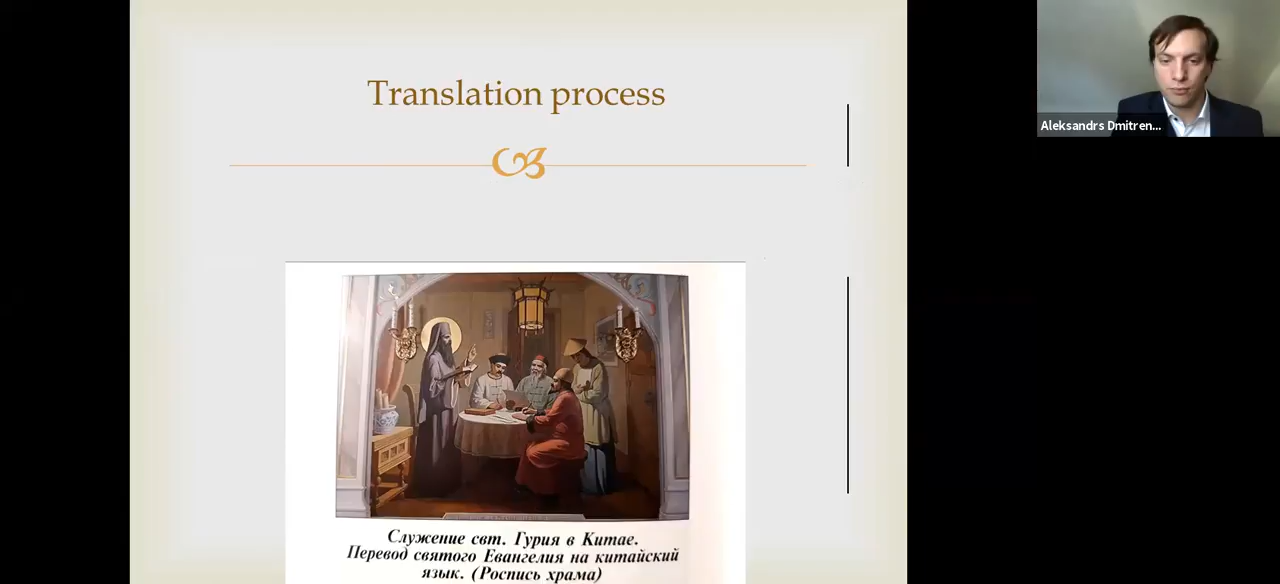 Translation process
Aleksandrs Dmitren...
Служение свт. Гурия в Китае.
Перевод святого Евангелия на китайский
язык. (Роспись храма)